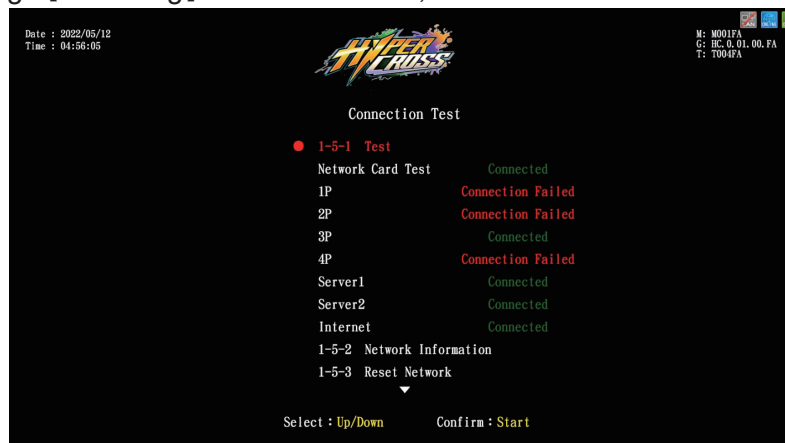 Date : 2022/05/12
Time : 04:56:05
HYPER
CROSS
LAN
ONLINE
M: M001FA
G: HC.0.01.00.FA
T: T004FA
Connection Test
1-5-1 Test
Network Card Test Connected
1P Connection Failed
2P Connection Failed
3P Connected
4P Connection Failed
Server1 Connected
Server2 Connected
Internet Connected
1-5-2 Network Information
1-5-3 Reset Network
Select：Up/Down Confirm：Start